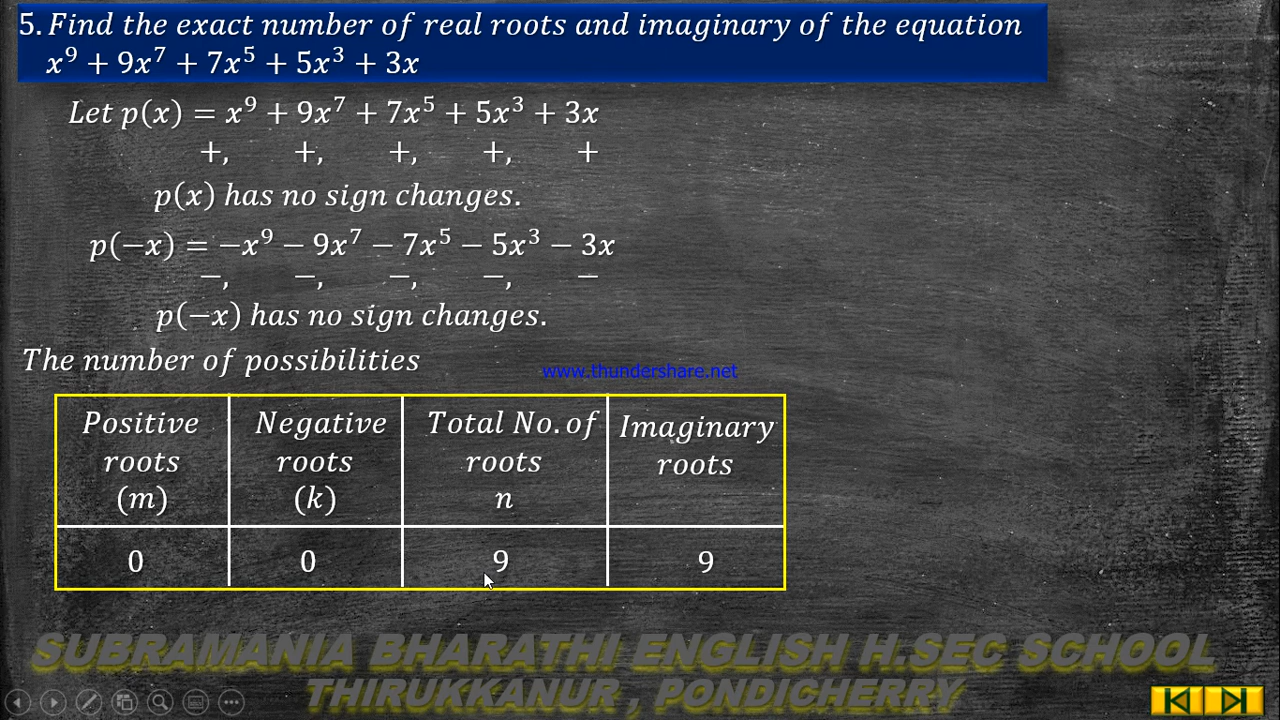 5. Find the exact number of real roots and imaginary of the equation
x⁹ + 9x⁷ + 7x⁵ + 5x³ + 3x
Let p(x) = x⁹ + 9x⁷ + 7x⁵ + 5x³ + 3x
+, +, +, +, +
p(x) has no sign changes.
p(−x) = −x⁹ − 9x⁷ − 7x⁵ − 5x³ − 3x
−, −, −, −, −
p(−x) has no sign changes.
The number of possibilities
www.thundershare.net
Positive roots (m)
Negative roots (k)
Total No. of roots n
Imaginary roots
0 0 9 9
SUBRAMANIA BHARATHI ENGLISH H.SEC SCHOOL
THIRUKKANUR , PONDICHERRY